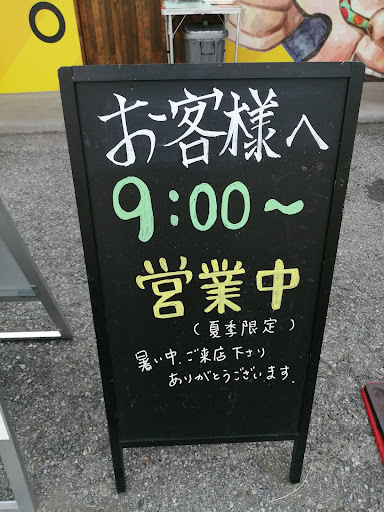 お客様へ
9:00～
営業中
(夏季限定)
暑い中、ご来店下さり
ありがとうございます.